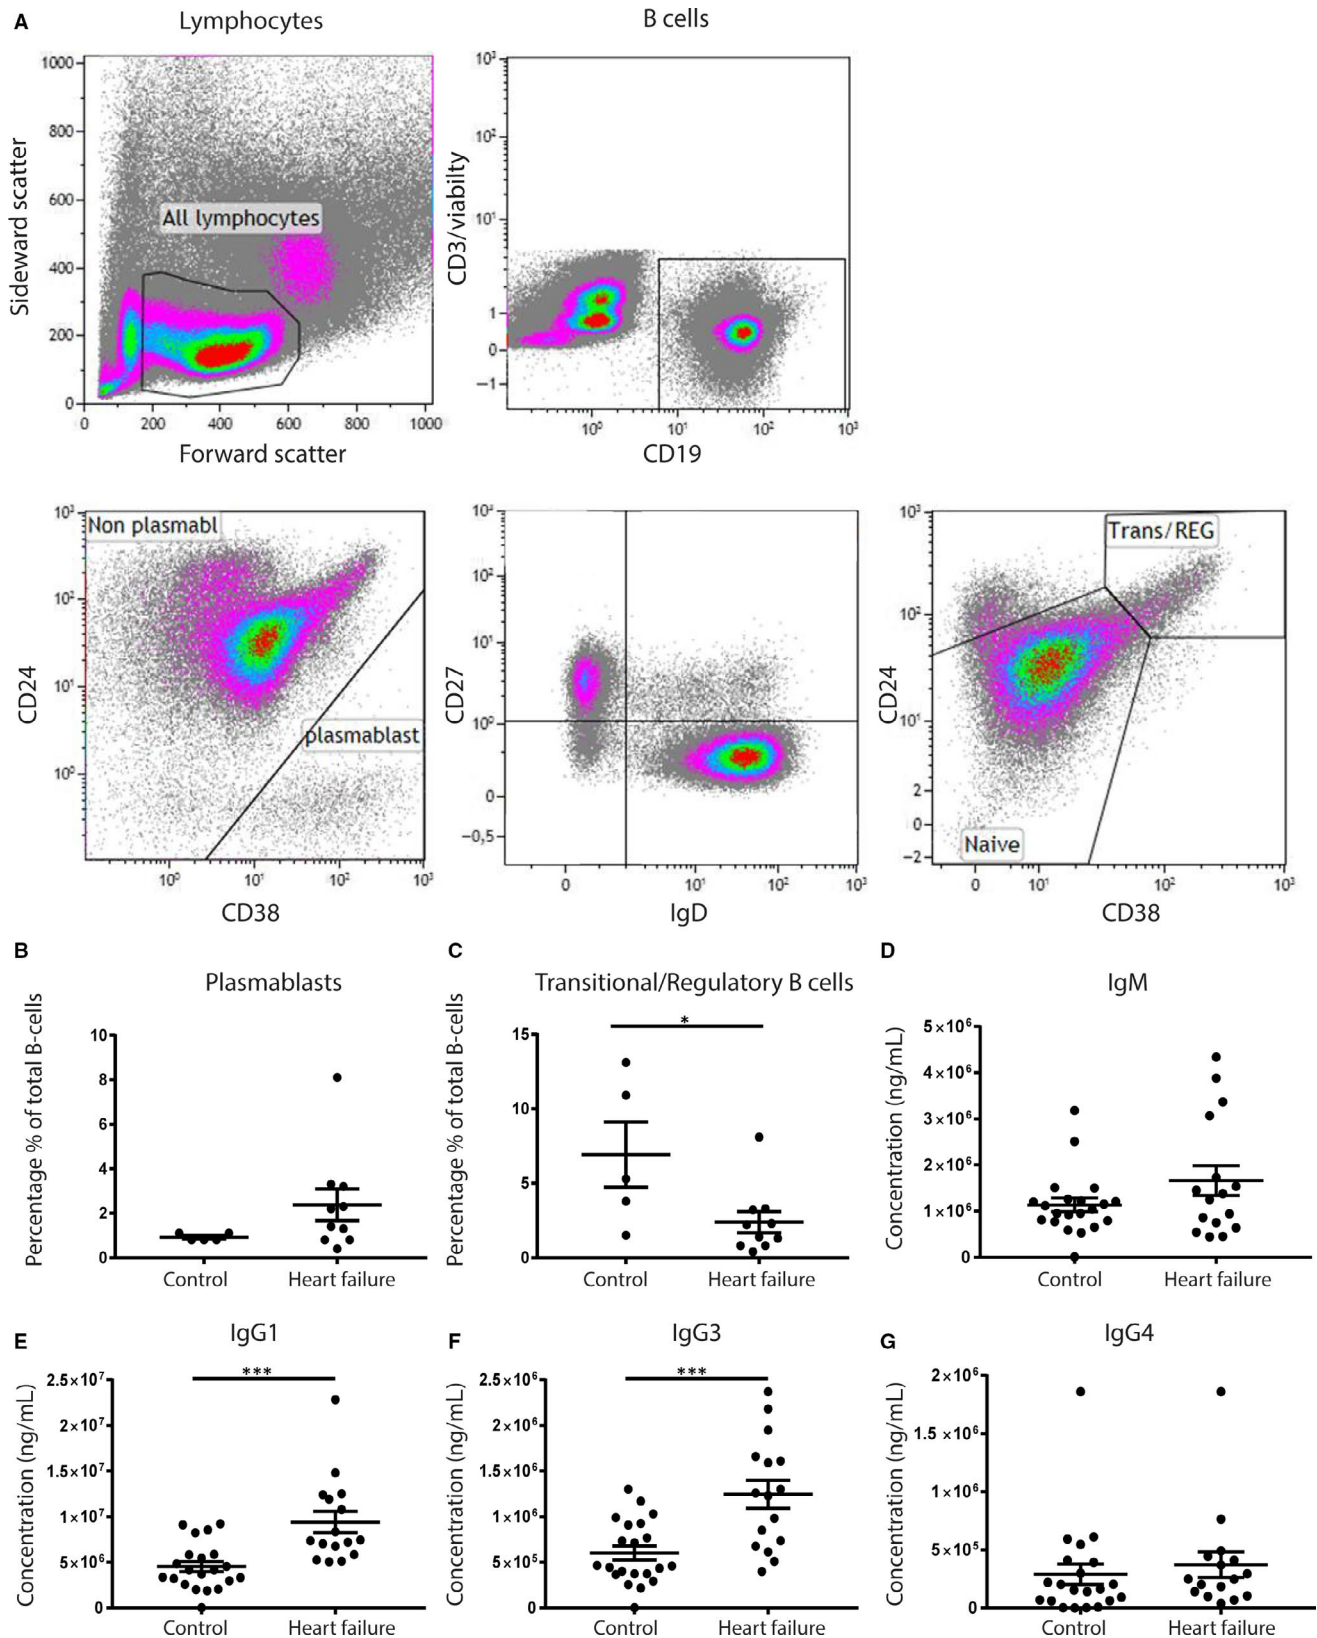 A
Lymphocytes
B cells
1000
800
600
400
200
0
Sideward scatter
All lymphocytes
0 200 400 600 800 1000
Forward scatter
10³
10²
10¹
1
0
−1
CD3/viabilty
10⁰ 10¹ 10² 10³
CD19
10³
10²
10¹
10⁰
CD24
Non plasmabl
plasmablast
10⁰ 10¹ 10² 10³
CD38
10³
10²
10¹
10⁰
0
−0,5
CD27
0 10¹ 10² 10³
IgD
10³
10²
10¹
2
0
−2
CD24
Trans/REG
Naive
0 10¹ 10² 10³
CD38
B
Plasmablasts
Percentage % of total B-cells
10
8
6
4
2
0
Control Heart failure
C
Transitional/Regulatory B cells
Percentage % of total B-cells
*
15
10
5
0
Control Heart failure
D
IgM
Concentration (ng/mL)
5×10⁶
4×10⁶
3×10⁶
2×10⁶
1×10⁶
0
Control Heart failure
E
IgG1
Concentration (ng/mL)
***
2.5×10⁷
2×10⁷
1.5×10⁷
1×10⁷
5×10⁶
0
Control Heart failure
F
IgG3
Concentration (ng/mL)
***
2.5×10⁶
2×10⁶
1.5×10⁶
1×10⁶
5×10⁵
0
Control Heart failure
G
IgG4
Concentration (ng/mL)
2×10⁶
1.5×10⁶
1×10⁶
5×10⁵
0
Control Heart failure